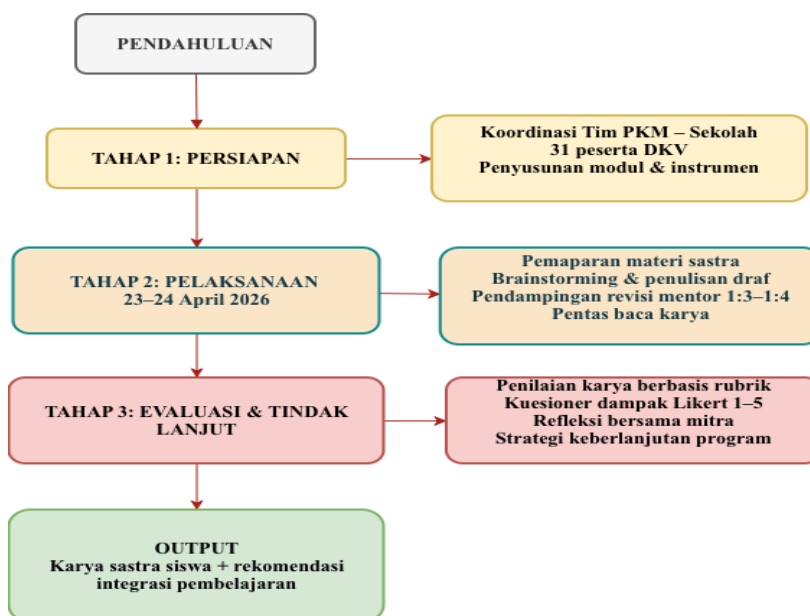 PENDAHULUAN
TAHAP 1: PERSIAPAN
Koordinasi Tim PKM – Sekolah
31 peserta DKV
Penyusunan modul & instrumen
TAHAP 2: PELAKSANAAN
23–24 April 2026
Pemaparan materi sastra
Brainstorming & penulisan draf
Pendampingan revisi mentor 1:3–1:4
Pentas baca karya
TAHAP 3: EVALUASI & TINDAK
LANJUT
Penilaian karya berbasis rubrik
Kuesioner dampak Likert 1–5
Refleksi bersama mitra
Strategi keberlanjutan program
OUTPUT
Karya sastra siswa + rekomendasi
integrasi pembelajaran